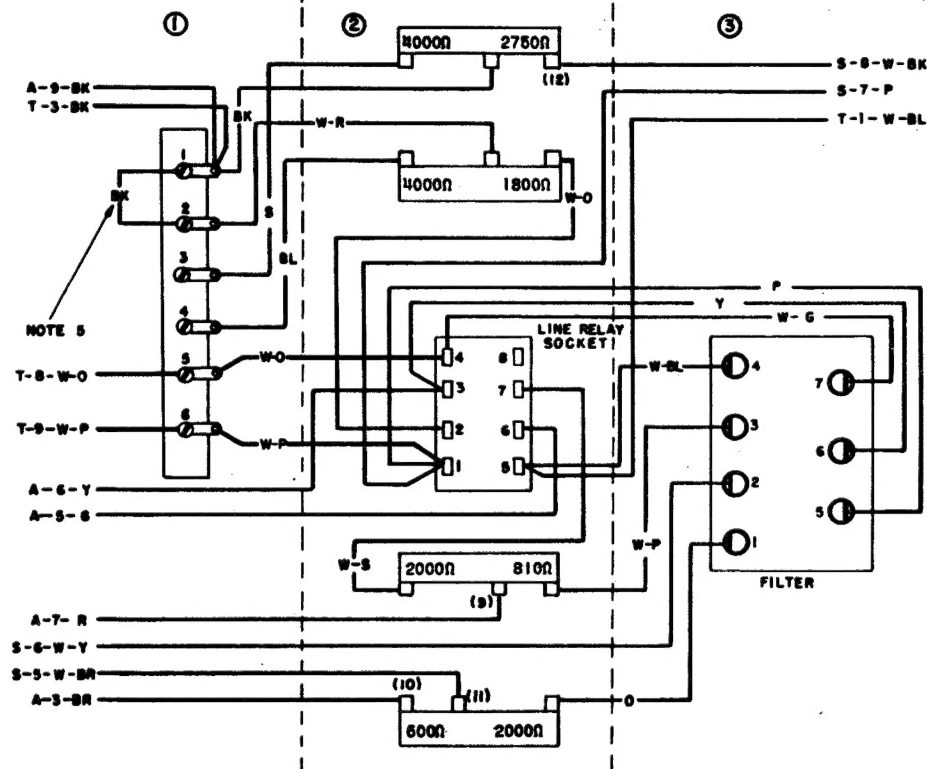 ① ② ③
4000Ω 2750Ω
(12)
S-8-W-BK
A-9-BK
S-7-P
T-3-BK
T-1-W-BL
BK
W-R
1
4000Ω 1800Ω
BK
W-O
2
S
BL
3
P
4
Y
NOTE 5
W-G
LINE RELAY
SOCKET
5
W-O
4 8
W-BL
4
7
T-8-W-O
3 7
6
T-9-W-P
W-P
2 6
3
6
1 5
2
5
A-6-Y
A-5-G
W-P
1
W-S
2000Ω 810Ω
FILTER
(9)
A-7-R
S-6-W-Y
S-5-W-BR
(10) (11)
A-3-BR
O
600Ω 2000Ω